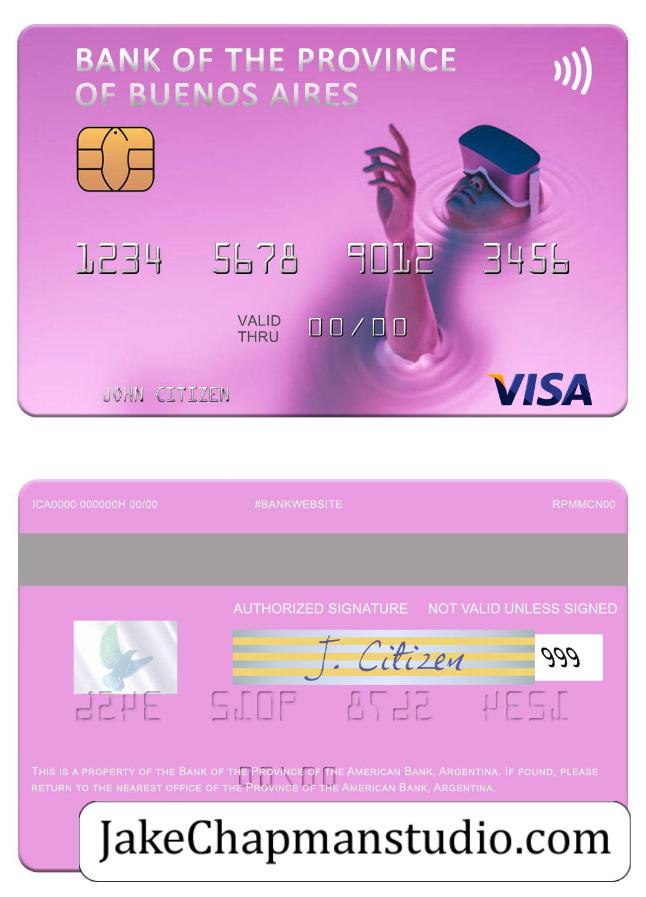 BANK OF THE PROVINCE
OF BUENOS AIRES
1234 5678 9012 3456
VALID
THRU 00/00
JOHN CITIZEN
VISA
ICA0000 000000H 00/00 #BANKWEBSITE RPMMCN00
AUTHORIZED SIGNATURE NOT VALID UNLESS SIGNED
J. Citizen 999
THIS IS A PROPERTY OF THE BANK OF THE PROVINCE OF THE AMERICAN BANK, ARGENTINA. IF FOUND, PLEASE
RETURN TO THE NEAREST OFFICE OF THE PROVINCE OF THE AMERICAN BANK, ARGENTINA.
JakeChapmanstudio.com